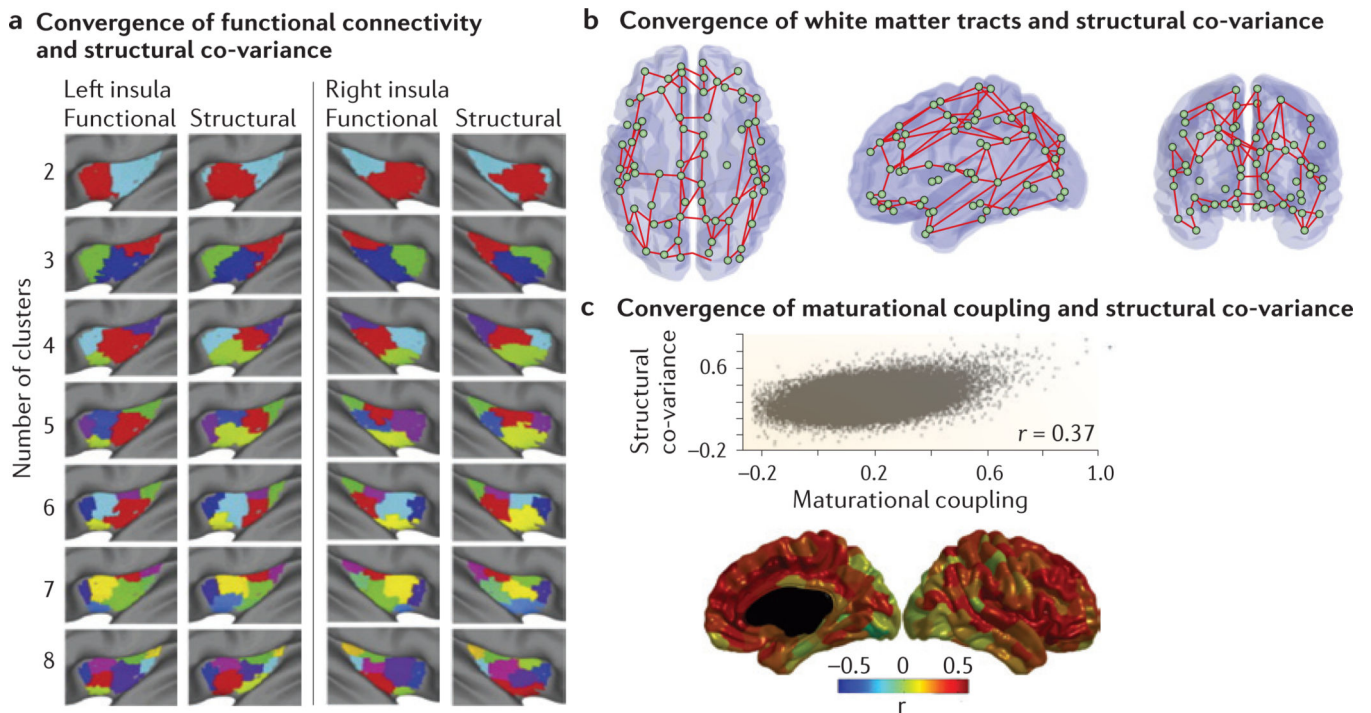 a Convergence of functional connectivity
and structural co-variance
Left insula
Right insula
Functional
Structural
Functional
Structural
Number of clusters
2
3
4
5
6
7
8
b Convergence of white matter tracts and structural co-variance
c Convergence of maturational coupling and structural co-variance
Structural
co-variance
0.6
−0.2
r = 0.37
−0.2 0.2 0.6 1.0
Maturational coupling
−0.5 0 0.5
r